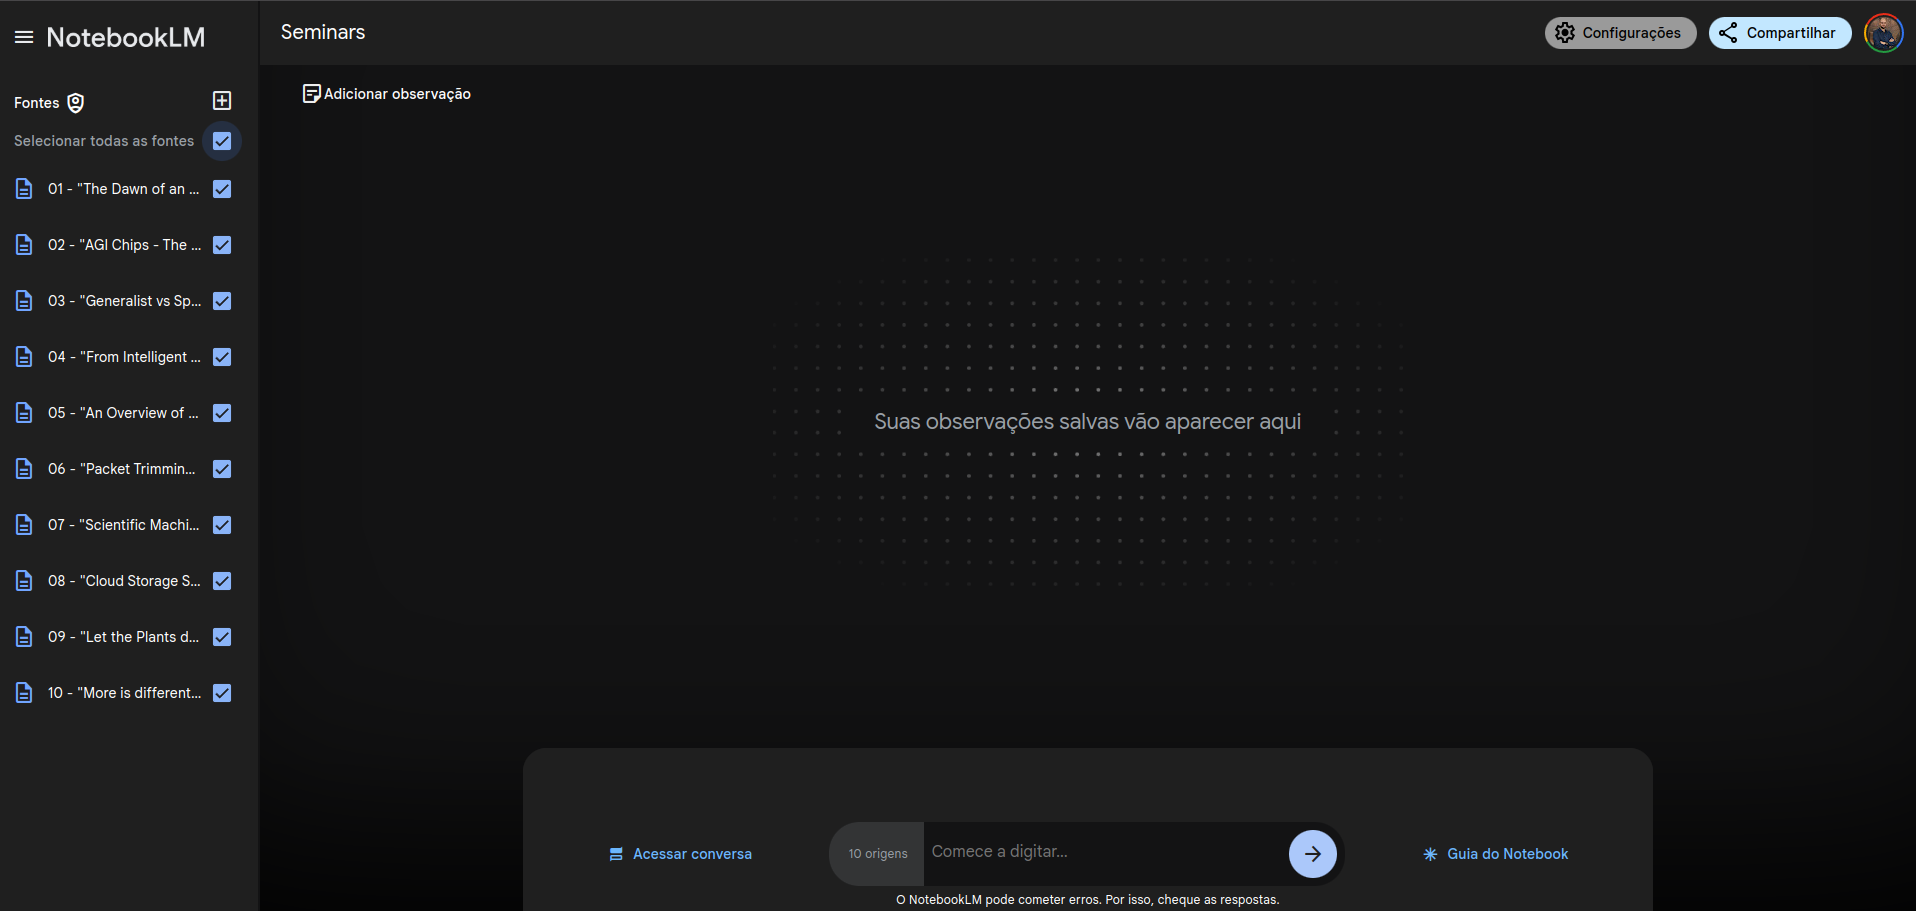 NotebookLM
Seminars
Configurações
Compartilhar
Fontes
Selecionar todas as fontes
01 - "The Dawn of an ...
02 - "AGI Chips - The ...
03 - "Generalist vs Sp...
04 - "From Intelligent ...
05 - "An Overview of ...
06 - "Packet Trimmin...
07 - "Scientific Machi...
08 - "Cloud Storage S...
09 - "Let the Plants d...
10 - "More is different...
Adicionar observação
Suas observações salvas vão aparecer aqui
Acessar conversa
10 origens
Comece a digitar...
Guia do Notebook
O NotebookLM pode cometer erros. Por isso, cheque as respostas.